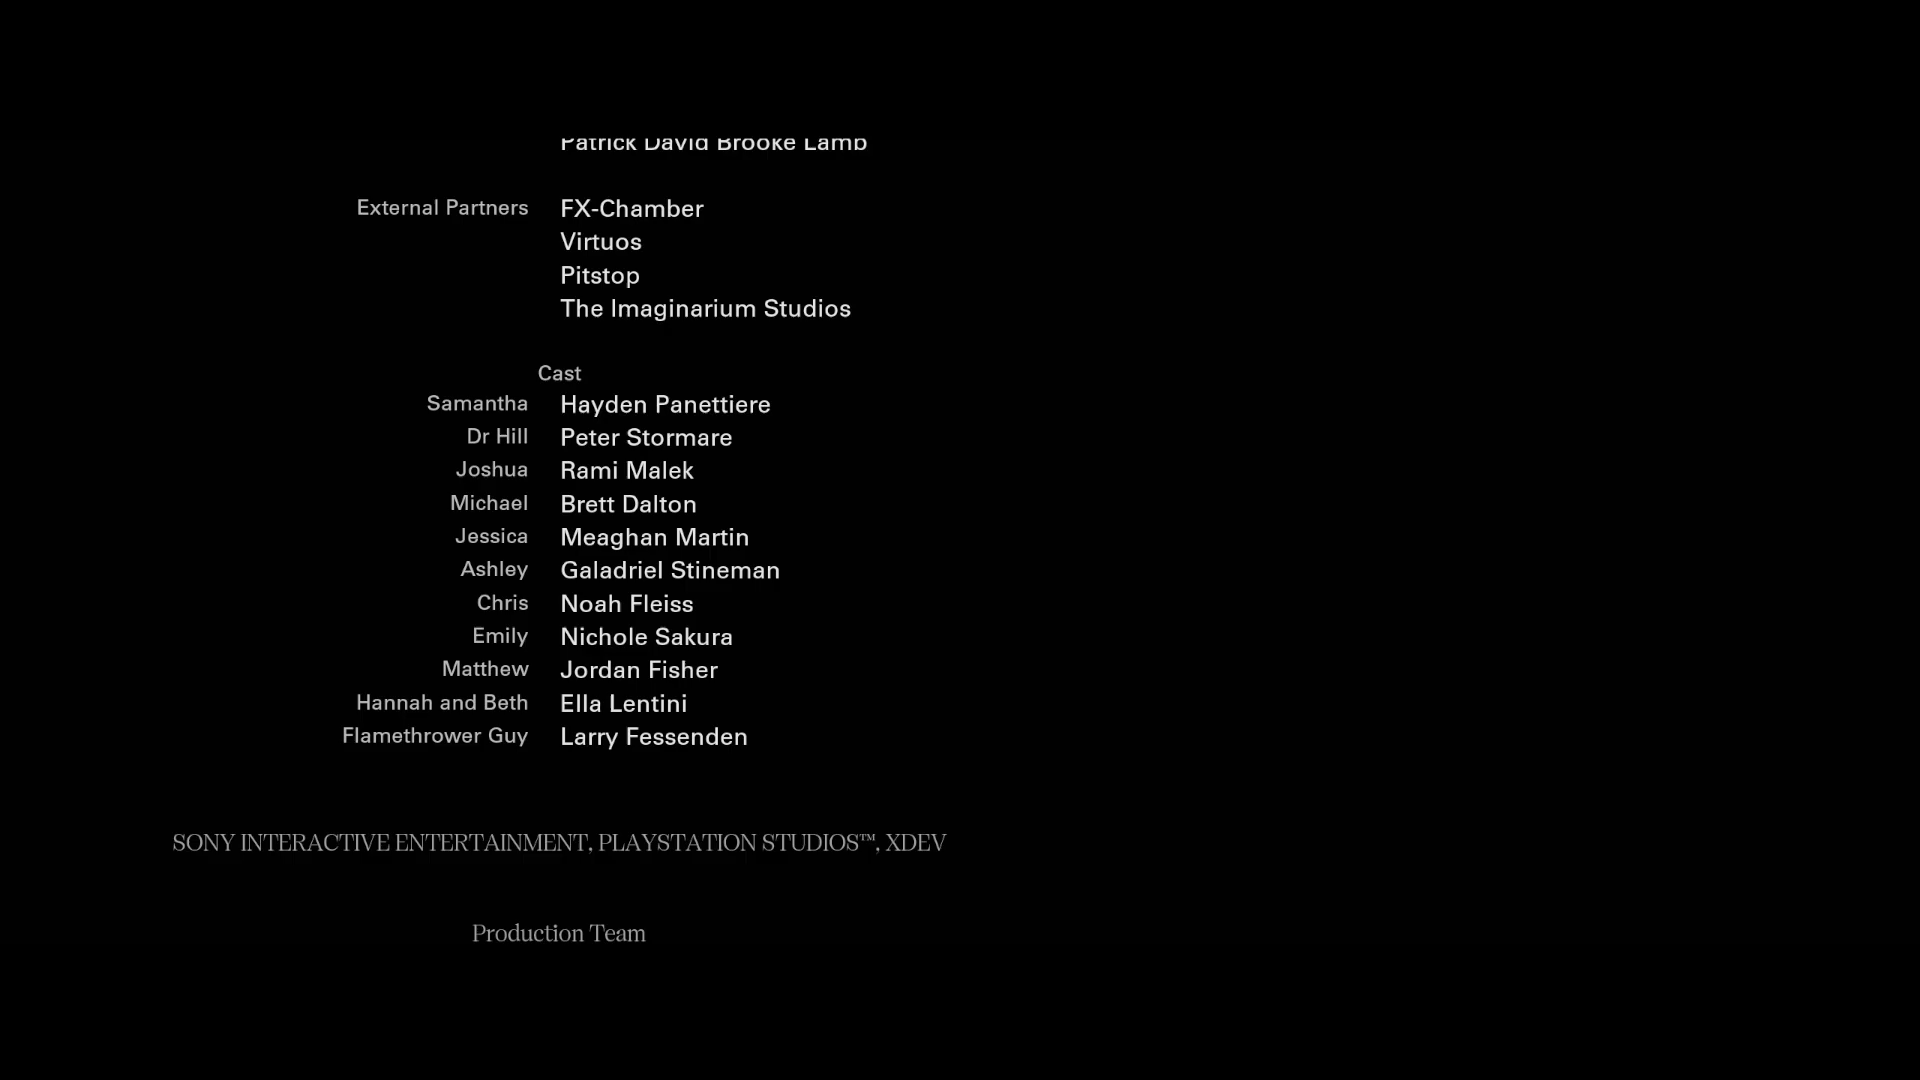 Patrick David Brooke Lamb
External Partners FX-Chamber
Virtuos
Pitstop
The Imaginarium Studios
Cast
Samantha Hayden Panettiere
Dr Hill Peter Stormare
Joshua Rami Malek
Michael Brett Dalton
Jessica Meaghan Martin
Ashley Galadriel Stineman
Chris Noah Fleiss
Emily Nichole Sakura
Matthew Jordan Fisher
Hannah and Beth Ella Lentini
Flamethrower Guy Larry Fessenden
SONY INTERACTIVE ENTERTAINMENT, PLAYSTATION STUDIOS™, XDEV
Production Team